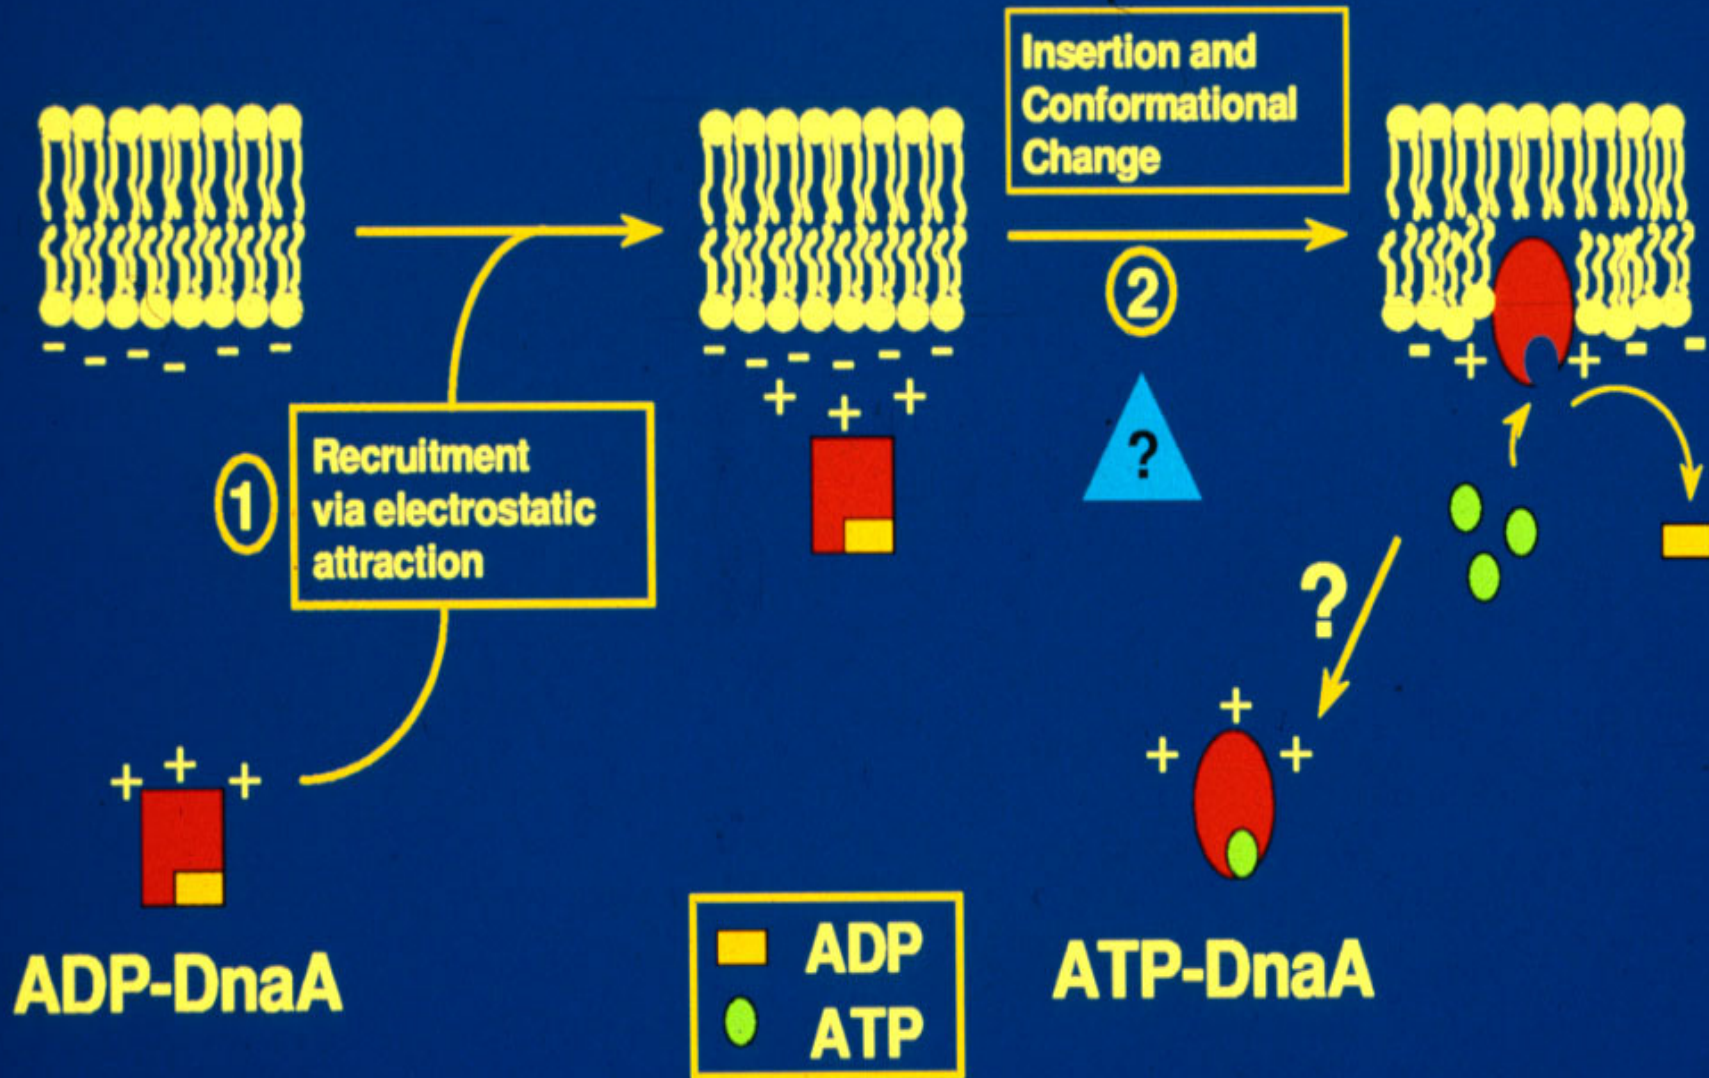 Insertion and
Conformational
Change
2
?
1
Recruitment
via electrostatic
attraction
?
ADP-DnaA
ADP
ATP
ATP-DnaA